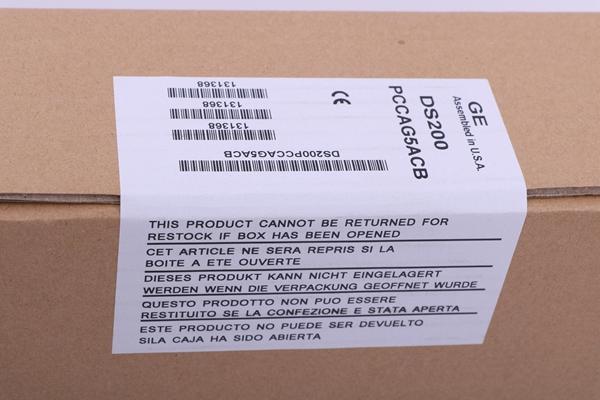 GE
Assembled in U.S.A.
DS200
PCCAG5ACB
CE
131368
131368
131368
DS200PCCAG5ACB
THIS PRODUCT CANNOT BE RETURNED FOR
RESTOCK IF BOX HAS BEEN OPENED
CET ARTICLE NE SERA REPRIS SI LA
BOITE A ETE OUVERTE
DIESES PRODUKT KANN NICHT EINGELAGERT
WERDEN WENN DIE VERPACKUNG GEOFFNET WURDE
QUESTO PRODOTTO NON PUO ESSERE
RESTITUITO SE LA CONFEZIONE E STATA APERTA
ESTE PRODUCTO NO PUEDE SER DEVUELTO
SILA CAJA HA SIDO ABIERTA